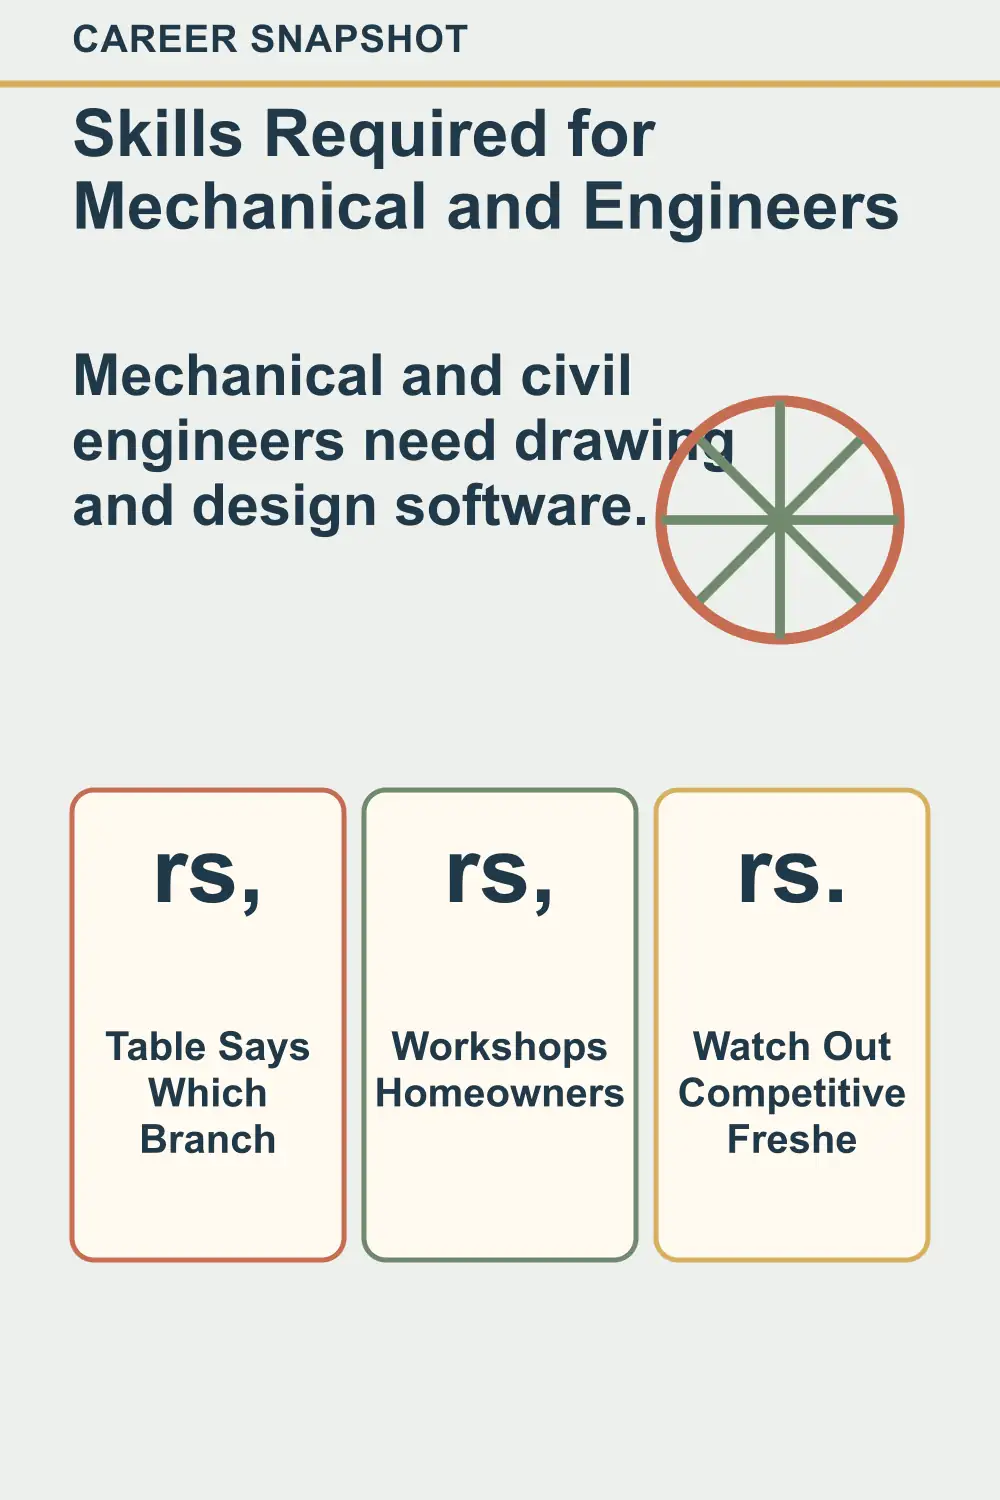 CAREER SNAPSHOT
Skills Required for
Mechanical and Engineers
Mechanical and civil
engineers need drawing
and design software.
rs,
Table Says
Which
Branch
rs,
Workshops
Homeowners
rs.
Watch Out
Competitive
Freshe